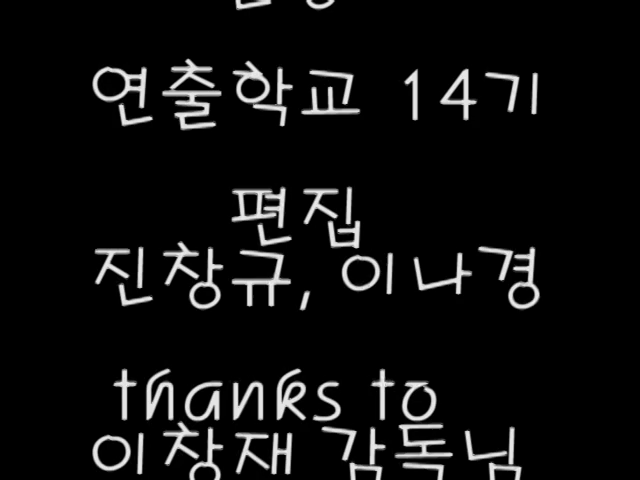 연출학교 14기
편집
진창규, 이나경
thanks to
이창재 감독님